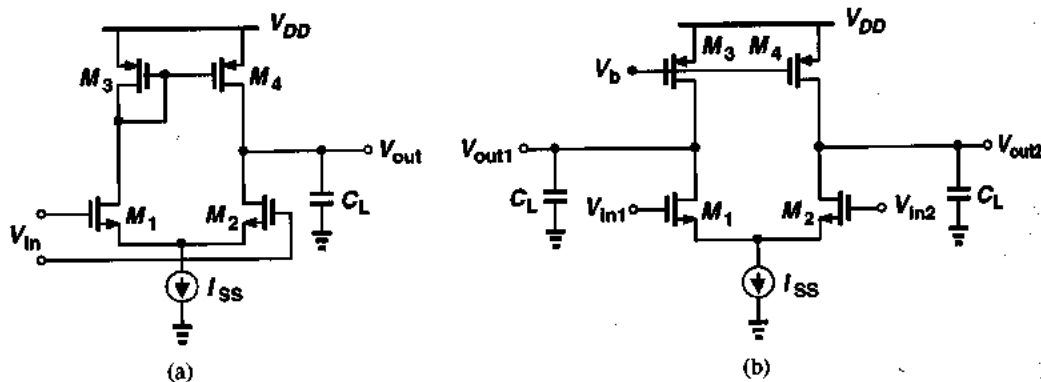 V_DD
M_3
M_4
V_out
C_L
M_1
M_2
V_in
I_SS
(a)
V_DD
M_3
M_4
V_b
V_out1
V_out2
C_L
V_in1
M_1
M_2
V_in2
C_L
I_SS
(b)